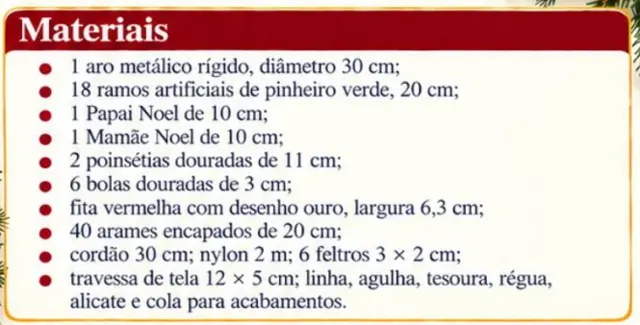 Materiais
● 1 aro metálico rígido, diâmetro 30 cm;
● 18 ramos artificiais de pinheiro verde, 20 cm;
● 1 Papai Noel de 10 cm;
● 1 Mamãe Noel de 10 cm;
● 2 poinsétias douradas de 11 cm;
● 6 bolas douradas de 3 cm;
● fita vermelha com desenho ouro, largura 6,3 cm;
● 40 arames encapados de 20 cm;
● cordão 30 cm; nylon 2 m; 6 feltros 3 × 2 cm;
● travessa de tela 12 × 5 cm; linha, agulha, tesoura, régua,
alicate e cola para acabamentos.